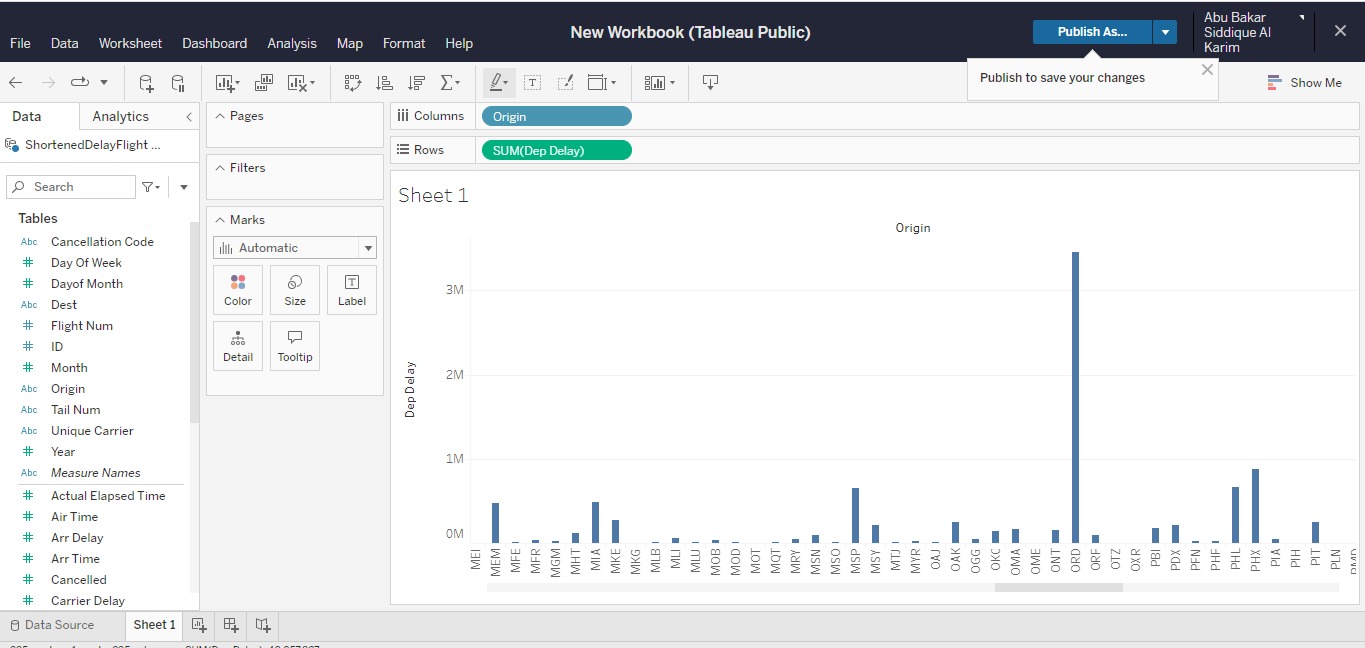 New Workbook (Tableau Public)
Publish As...
Abu Bakar
Siddique Al
Karim
File Data Worksheet Dashboard Analysis Map Format Help
Publish to save your changes
Show Me
Data Analytics
ShortenedDelayFlight ...
Search
Tables
Abc Cancellation Code
# Day Of Week
# Dayof Month
Abc Dest
# Flight Num
# ID
# Month
Abc Origin
Abc Tail Num
Abc Unique Carrier
# Year
Abc Measure Names
# Actual Elapsed Time
# Air Time
# Arr Delay
# Arr Time
# Cancelled
# Carrier Delay
Pages
Filters
Marks
Automatic
Color Size Label
Detail Tooltip
Columns Origin
Rows SUM(Dep Delay)
Sheet 1
Origin
Dep Delay
3M
2M
1M
0M
MEI MEM MFE MFR MGM MHT MIA MKE MKG MLB MLI MLU MOB MOD MOT MQT MRY MSN MSO MSP MSY MTJ MYR OAJ OAK OGG OKC OMA OME ONT ORD ORF OTZ OXR PBI PDX PFN PHF PHL PHX PIA PIH PIT PLN
Data Source Sheet 1